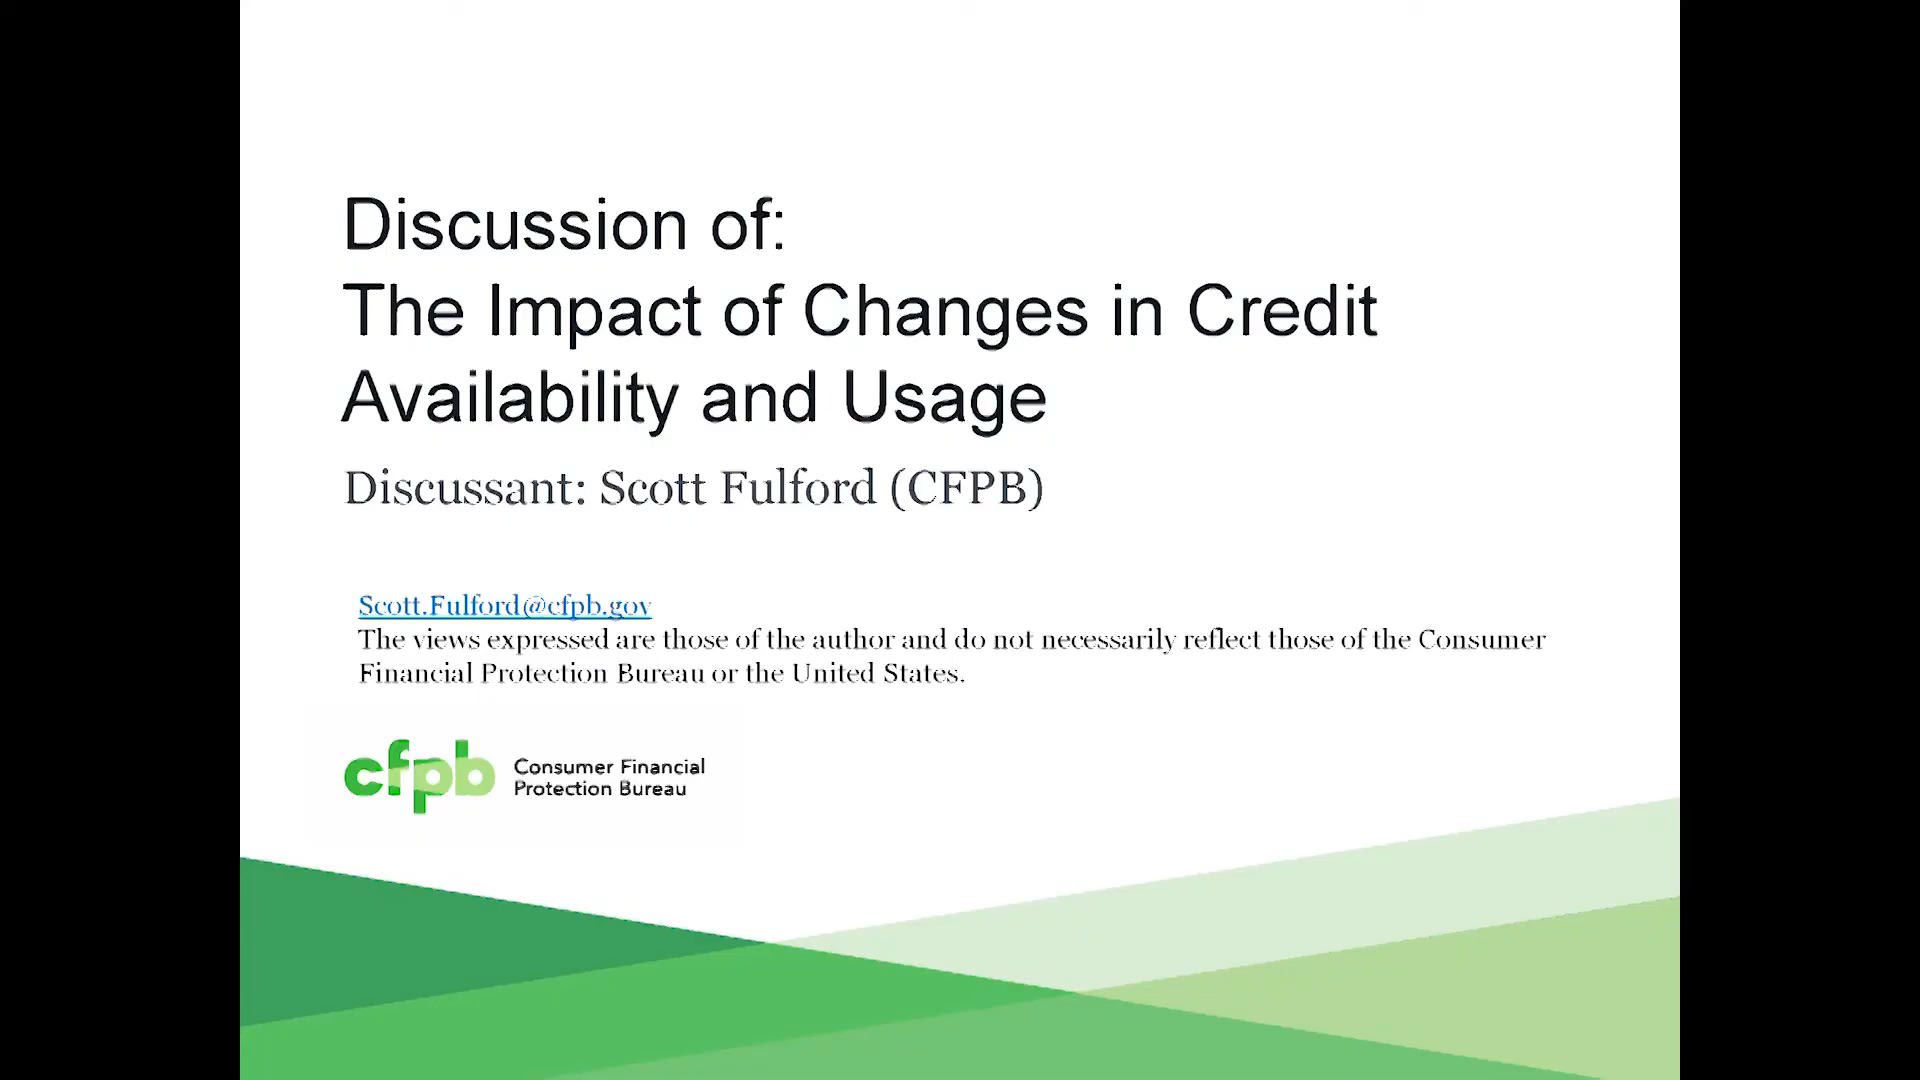 Discussion of:
The Impact of Changes in Credit
Availability and Usage
Discussant: Scott Fulford (CFPB)
Scott.Fulford@cfpb.gov
The views expressed are those of the author and do not necessarily reflect those of the Consumer
Financial Protection Bureau or the United States.
cfpb
Consumer Financial
Protection Bureau